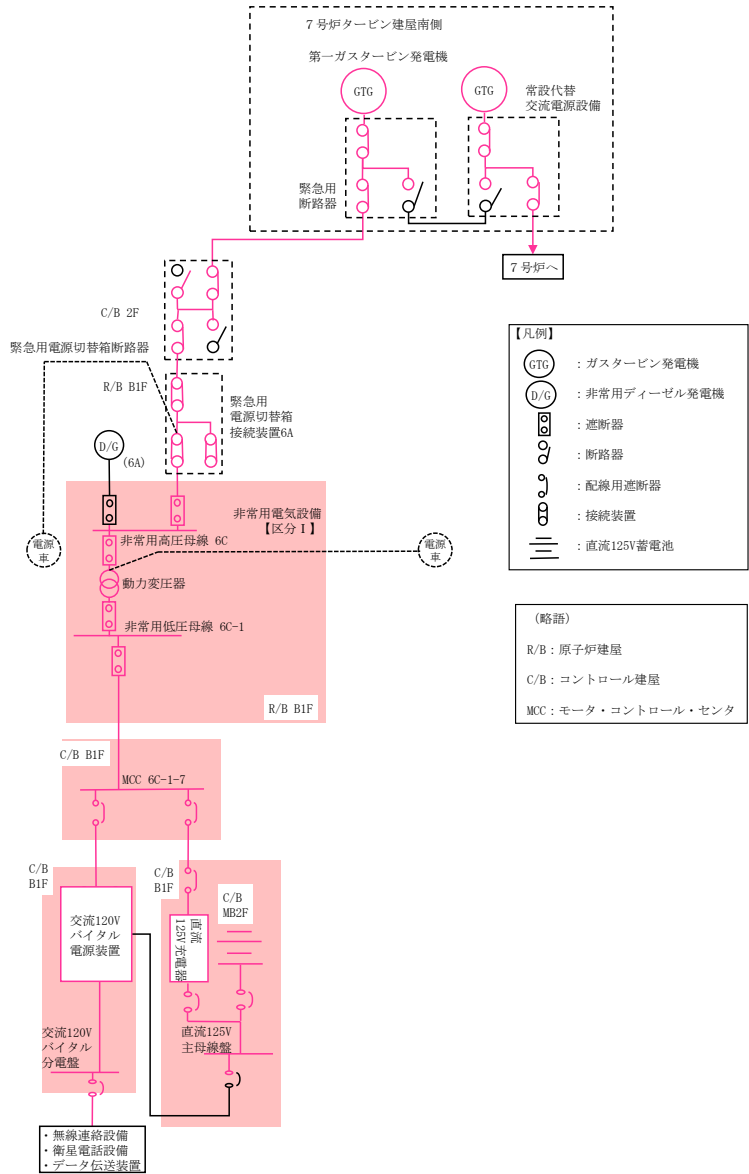 ７号炉タービン建屋南側
第一ガスタービン発電機
GTG
GTG
常設代替
交流電源設備
緊急用
断路器
７号炉へ
C/B 2F
緊急用電源切替箱断路器
R/B B1F
緊急用
電源切替箱
接続装置6A
D/G
(6A)
非常用電気設備
【区分Ⅰ】
電源
車
非常用高圧母線 6C
電源
車
動力変圧器
非常用低圧母線 6C-1
R/B B1F
C/B B1F
MCC 6C-1-7
C/B
B1F
C/B
B1F
C/B
MB2F
交流120V
バイタル
電源装置
直流
125V充電器
交流120V
バイタル
分電盤
直流125V
主母線盤
・無線連絡設備
・衛星電話設備
・データ伝送装置
【凡例】
GTG：ガスタービン発電機
D/G：非常用ディーゼル発電機
：遮断器
：断路器
：配線用遮断器
：接続装置
：直流125V蓄電池
（略語）
R/B：原子炉建屋
C/B：コントロール建屋
MCC：モータ・コントロール・センタ